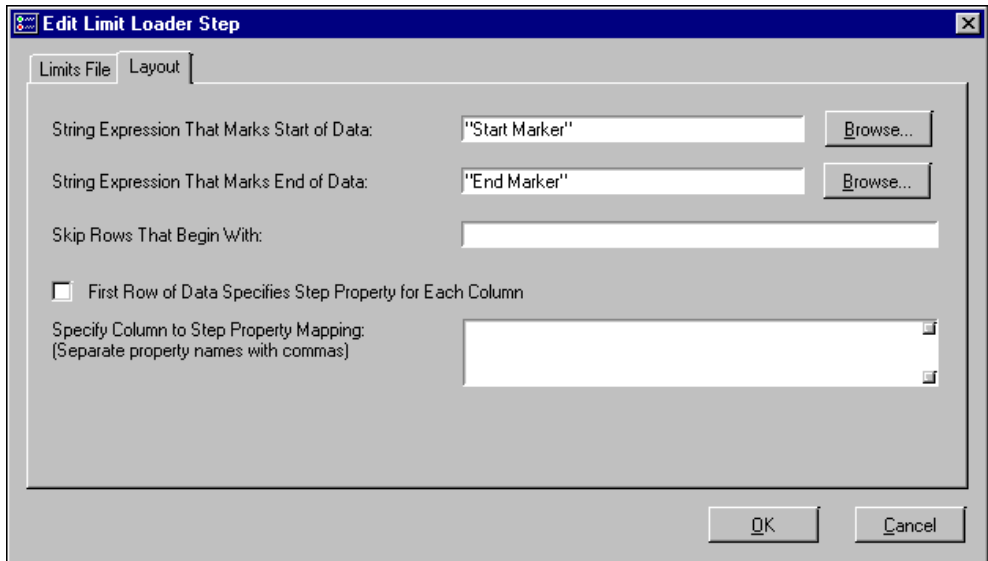 Edit Limit Loader Step
Limits File Layout
String Expression That Marks Start of Data: "Start Marker" Browse...
String Expression That Marks End of Data: "End Marker" Browse...
Skip Rows That Begin With:
First Row of Data Specifies Step Property for Each Column
Specify Column to Step Property Mapping:
(Separate property names with commas)
OK Cancel